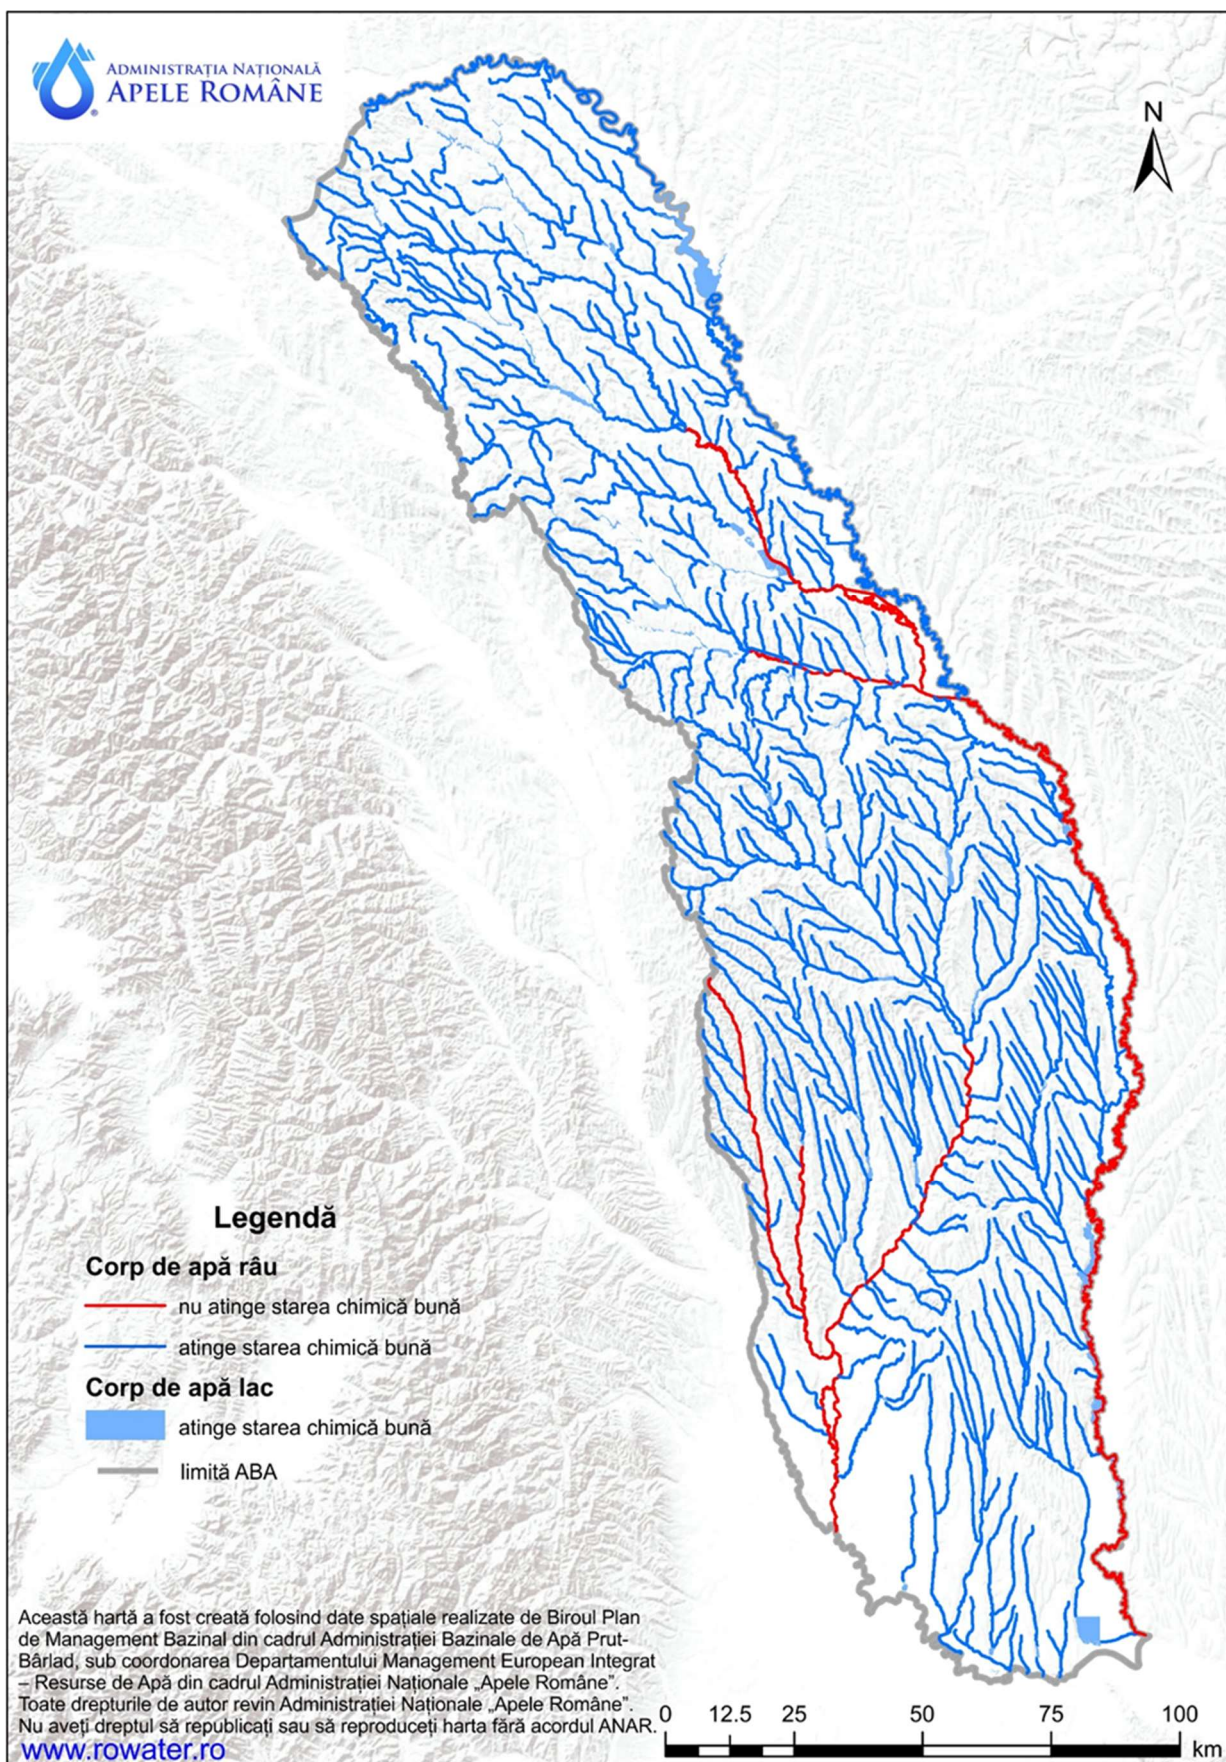 ADMINISTRAȚIA NAȚIONALĂ
APELE ROMÂNE
®
N
Legendă
Corp de apă râu
nu atinge starea chimică bună
atinge starea chimică bună
Corp de apă lac
atinge starea chimică bună
limită ABA
Această hartă a fost creată folosind date spațiale realizate de Biroul Plan
de Management Bazinal din cadrul Administrației Bazinale de Apă Prut-
Bârlad, sub coordonarea Departamentului Management European Integrat
– Resurse de Apă din cadrul Administrației Naționale „Apele Române”.
Toate drepturile de autor revin Administrației Naționale „Apele Române”.
Nu aveți dreptul să republicați sau să reproduceți harta fără acordul ANAR.
www.rowater.ro
0 12.5 25 50 75 100
km